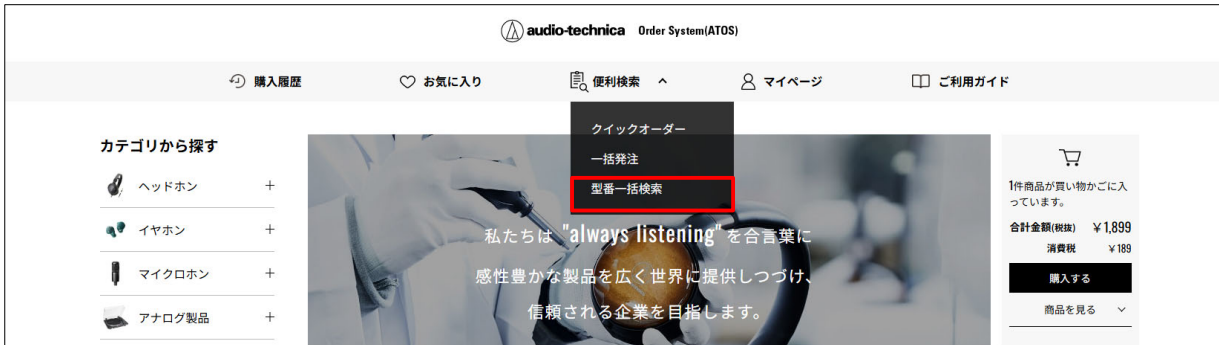 audio-technica Order System(ATOS)
購入履歴 お気に入り 便利検索 マイページ ご利用ガイド
クイックオーダー
一括発注
型番一括検索
カテゴリから探す
ヘッドホン +
イヤホン +
マイクロホン +
アナログ製品 +
私たちは "always listening" を合言葉に
感性豊かな製品を広く世界に提供しつづけ、
信頼される企業を目指します。
1件商品が買い物かごに入
っています。
合計金額(税抜) ￥1,899
消費税 ￥189
購入する
商品を見る